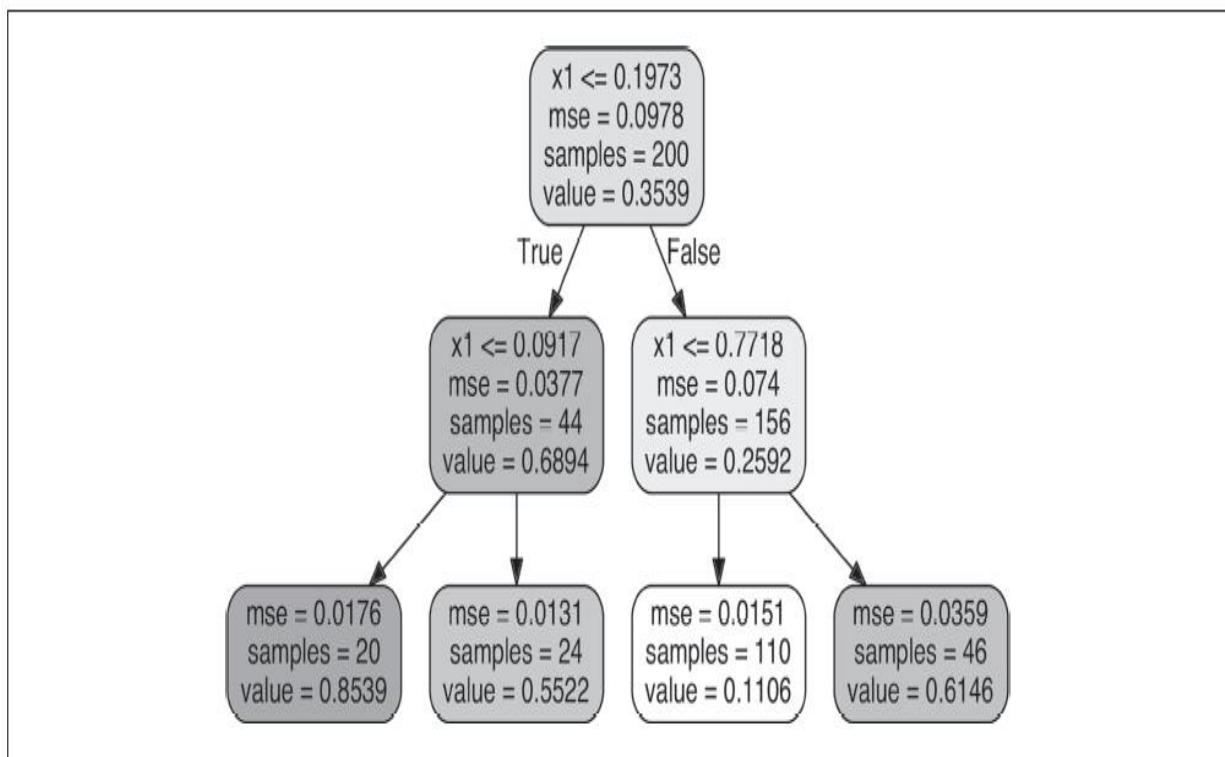 x1 <= 0.1973
mse = 0.0978
samples = 200
value = 0.3539
True
False
x1 <= 0.0917
mse = 0.0377
samples = 44
value = 0.6894
x1 <= 0.7718
mse = 0.074
samples = 156
value = 0.2592
mse = 0.0176
samples = 20
value = 0.8539
mse = 0.0131
samples = 24
value = 0.5522
mse = 0.0151
samples = 110
value = 0.1106
mse = 0.0359
samples = 46
value = 0.6146